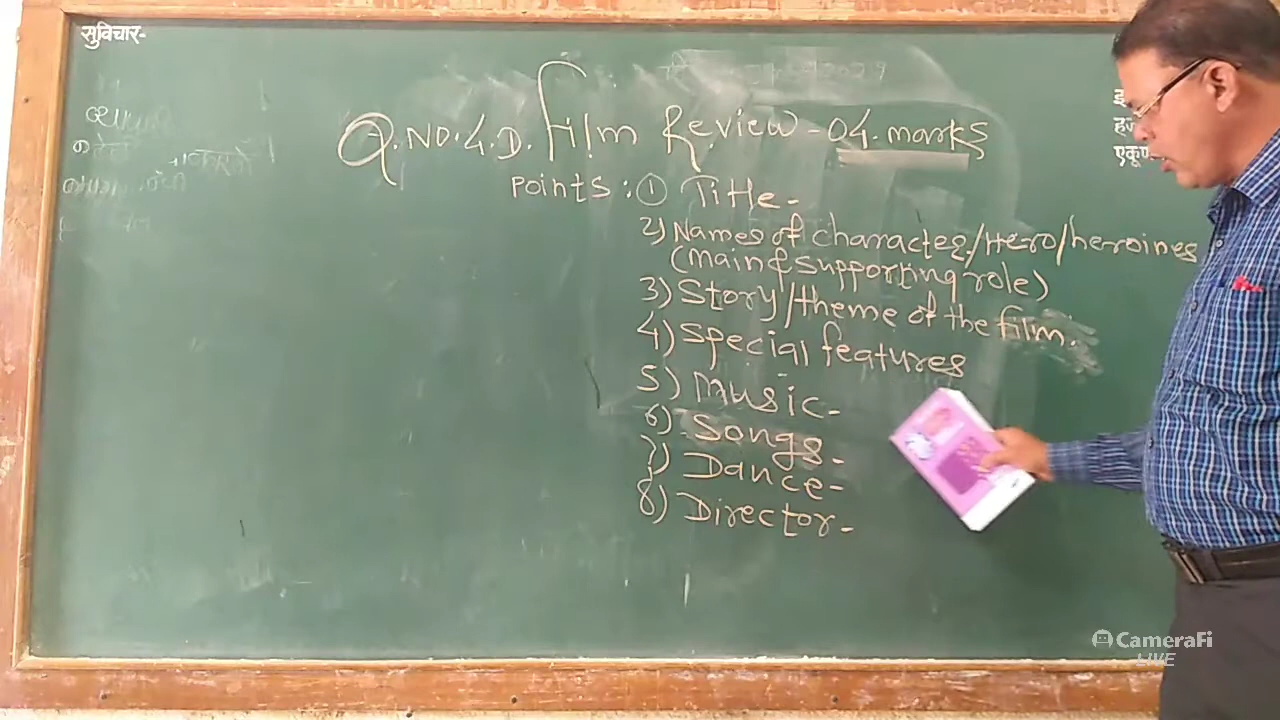 सुविचार-
Q.NO.4.D. Film Review - 04. marks
Points : ① Title -
2) Names of character/Hero/heroines
(main & supporting role)
3) Story/theme of the film.
4) Special features
5) Music -
6) Songs -
7) Dance -
8) Director -
CameraFi
LIVE